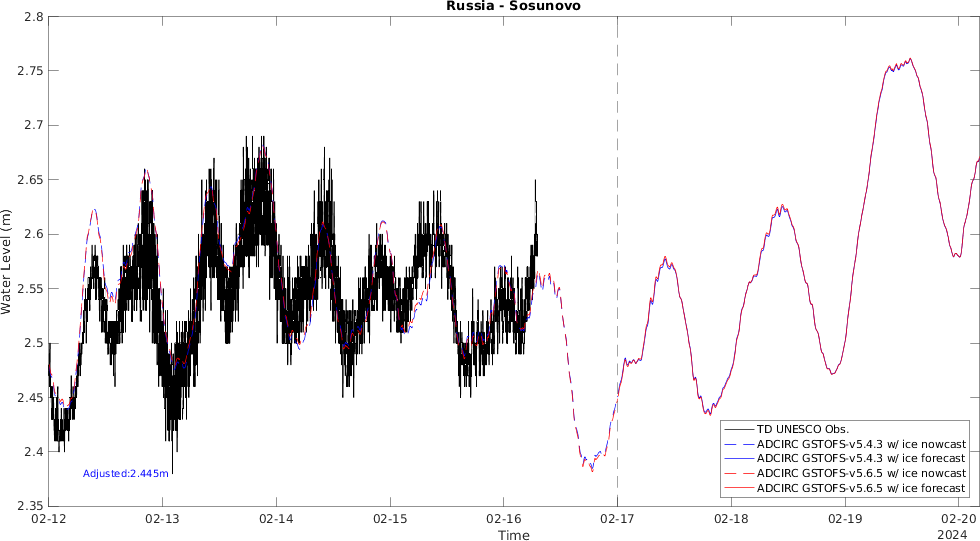 Russia - Sosunovo
2.8
2.75
2.7
2.65
2.6
2.55
2.5
2.45
2.4
2.35
Water Level (m)
Adjusted:2.445m
TD UNESCO Obs.
ADCIRC GSTOFS-v5.4.3 w/ ice nowcast
ADCIRC GSTOFS-v5.4.3 w/ ice forecast
ADCIRC GSTOFS-v5.6.5 w/ ice nowcast
ADCIRC GSTOFS-v5.6.5 w/ ice forecast
02-12 02-13 02-14 02-15 02-16 02-17 02-18 02-19 02-20
Time
2024